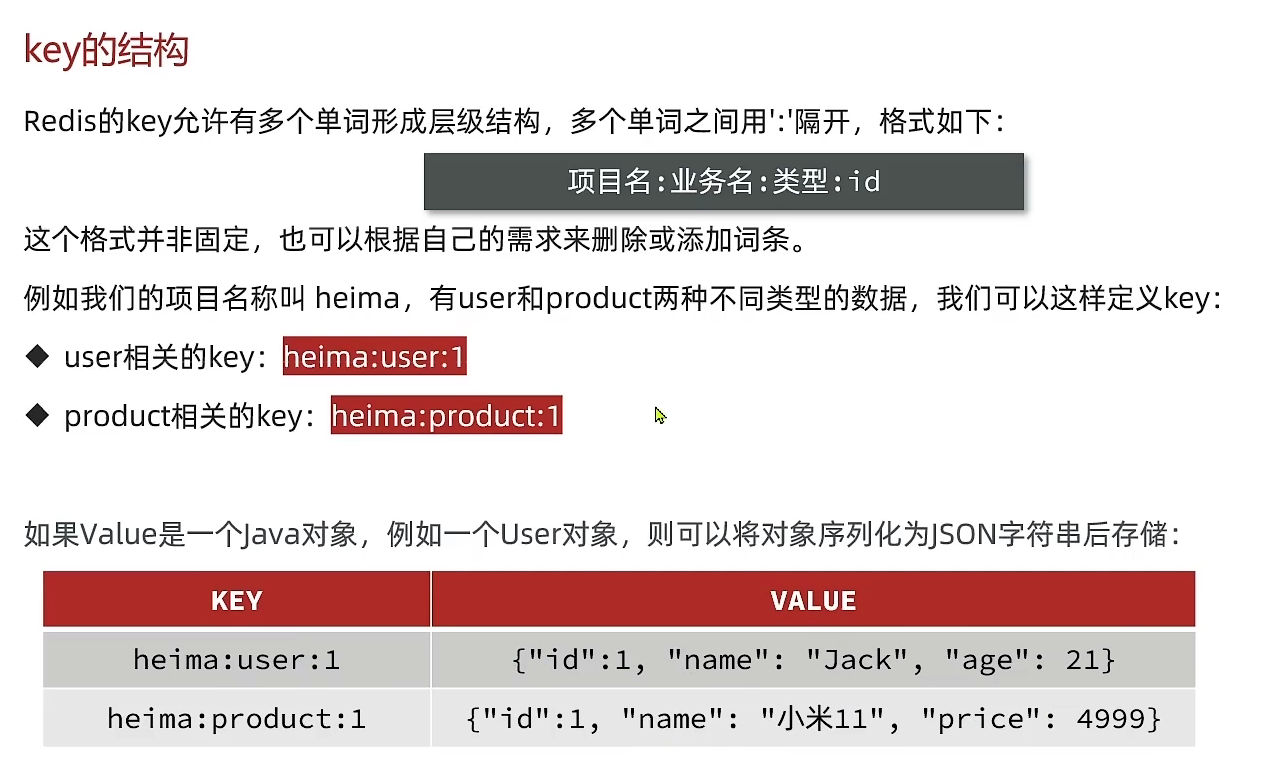 key的结构
Redis的key允许有多个单词形成层级结构，多个单词之间用':'隔开，格式如下：
项目名:业务名:类型:id
这个格式并非固定，也可以根据自己的需求来删除或添加词条。
例如我们的项目名称叫 heima，有user和product两种不同类型的数据，我们可以这样定义key：
◆ user相关的key：heima:user:1
◆ product相关的key：heima:product:1
如果Value是一个Java对象，例如一个User对象，则可以将对象序列化为JSON字符串后存储：
KEY VALUE
heima:user:1 {"id":1, "name": "Jack", "age": 21}
heima:product:1 {"id":1, "name": "小米11", "price": 4999}